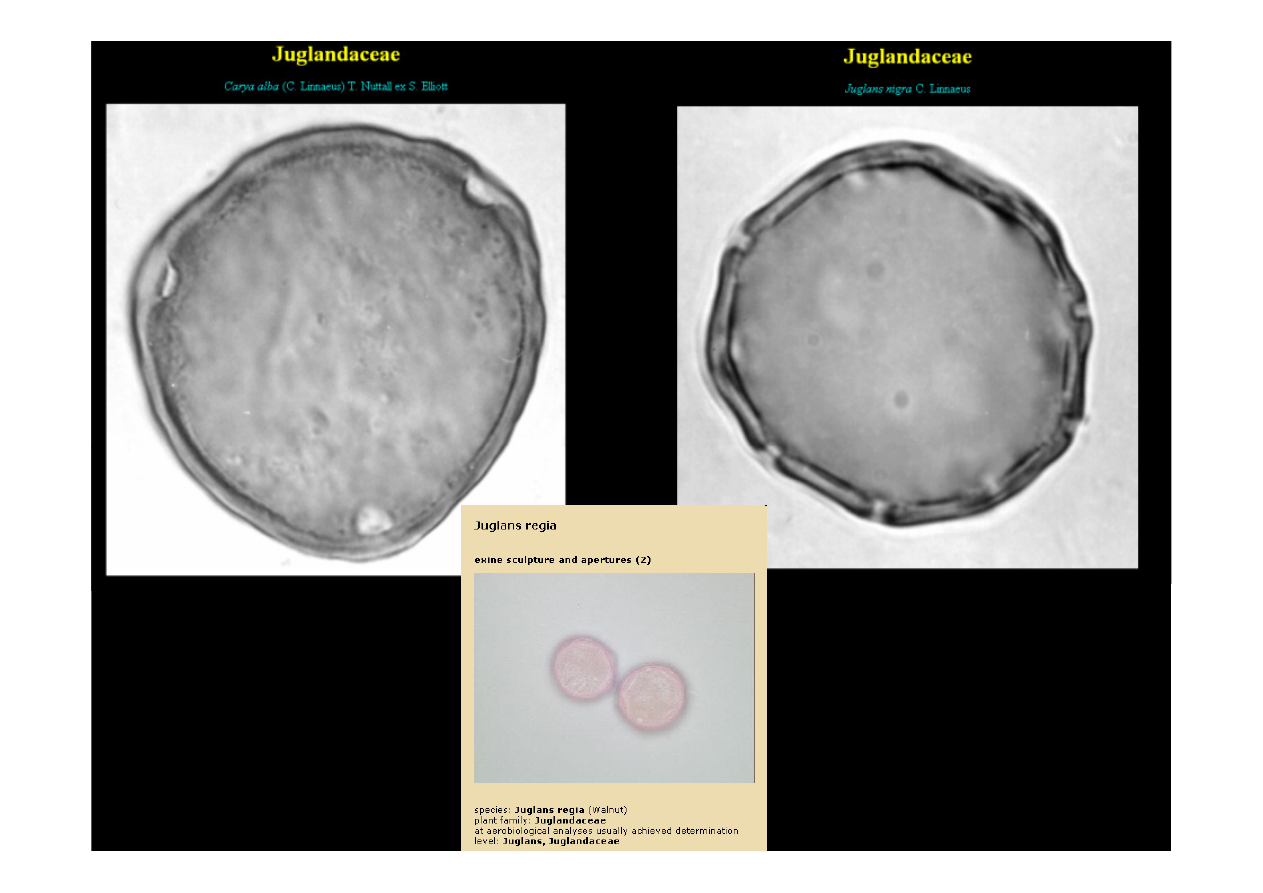 Juglandaceae
Carya alba (C. Linnaeus) T. Nuttall ex S. Elliott
Juglandaceae
Juglans nigra C. Linnaeus
Juglans regia
exine sculpture and apertures (2)
species: Juglans regia (Walnut)
plant family: Juglandaceae
at aerobiological analyses usually achieved determination
level: Juglans, Juglandaceae